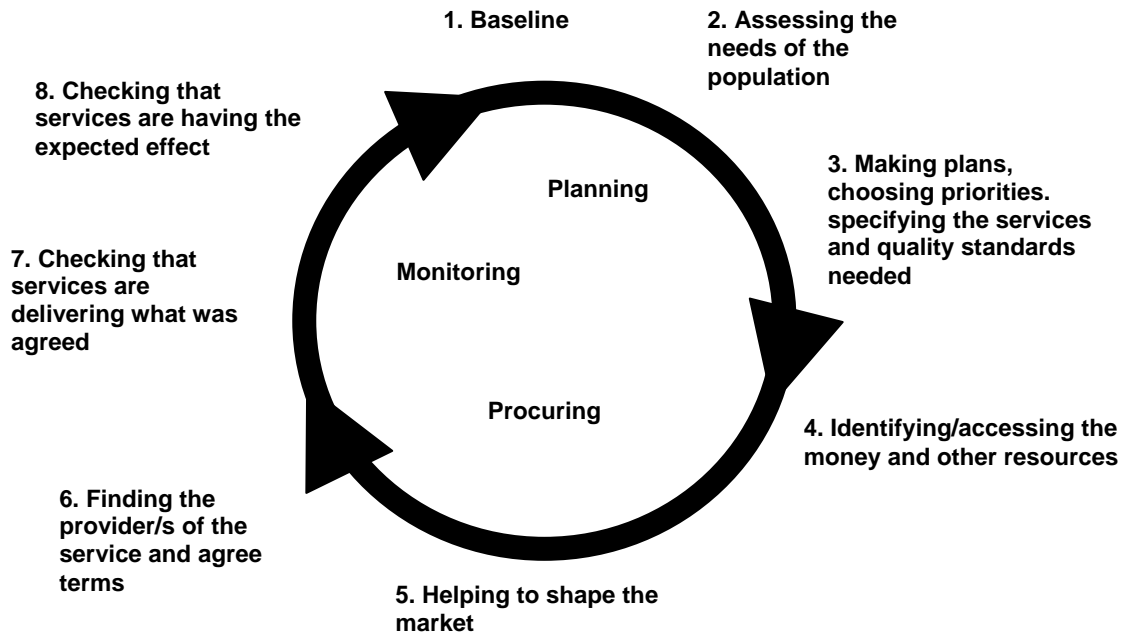 1. Baseline
2. Assessing the
needs of the
population
8. Checking that
services are having the
expected effect
Planning
3. Making plans,
choosing priorities.
specifying the services
and quality standards
needed
7. Checking that
services are
delivering what was
agreed
Monitoring
Procuring
4. Identifying/accessing the
money and other resources
6. Finding the
provider/s of the
service and agree
terms
5. Helping to shape the
market